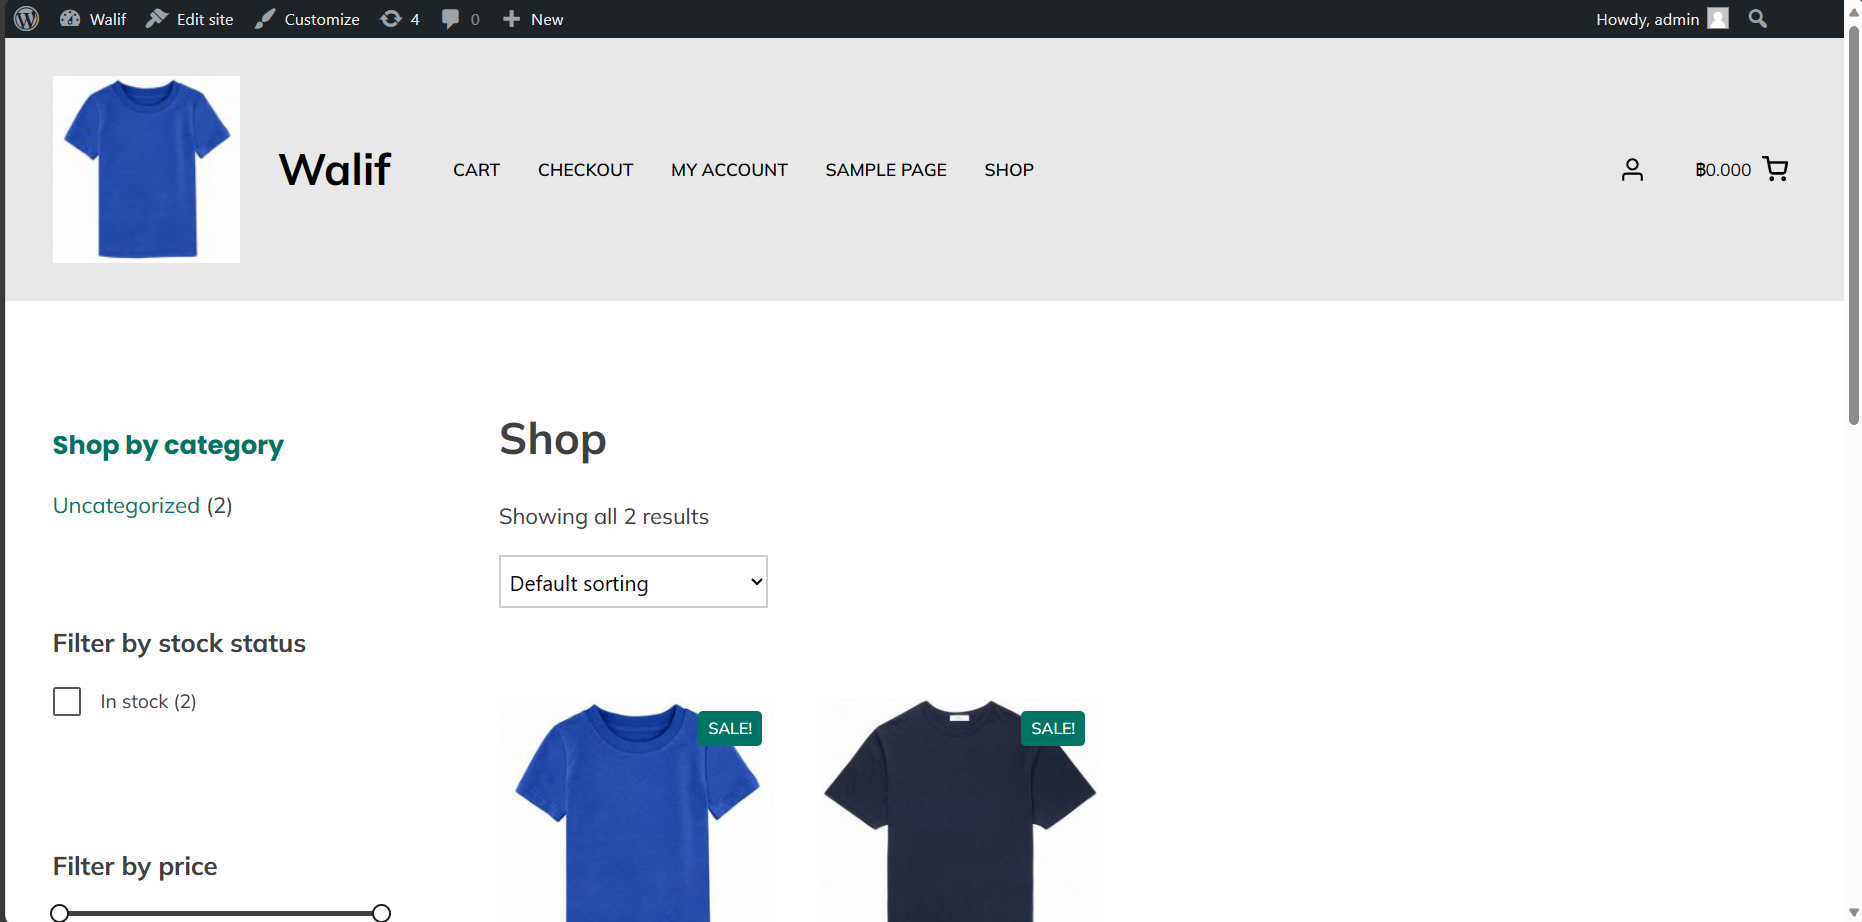 Walif Edit site Customize 4 0 New Howdy, admin
Walif CART CHECKOUT MY ACCOUNT SAMPLE PAGE SHOP ฿0.000
Shop by category
Uncategorized (2)
Filter by stock status
In stock (2)
Filter by price
Shop
Showing all 2 results
Default sorting
SALE!
SALE!